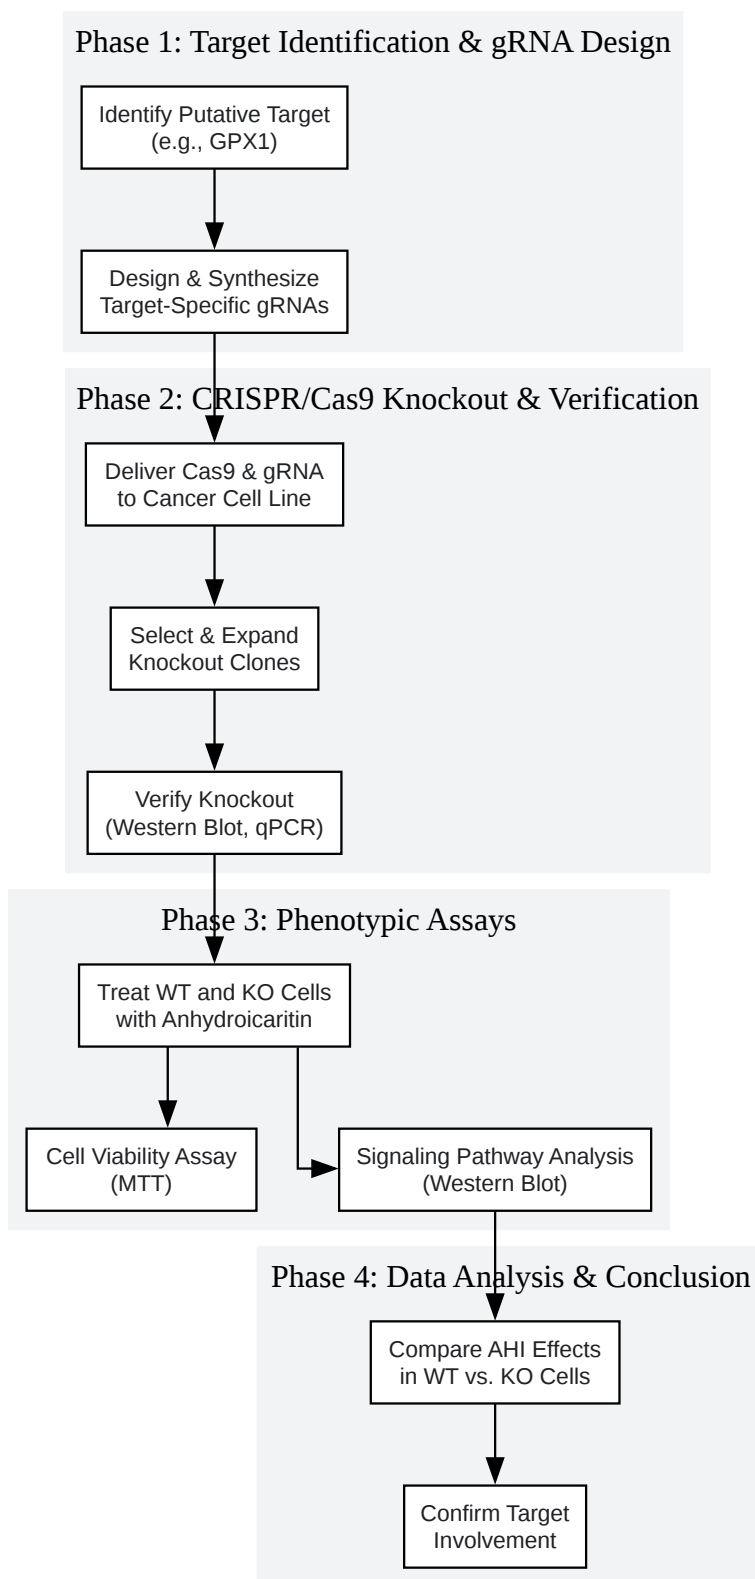 Phase 1: Target Identification & gRNA Design
Identify Putative Target
(e.g., GPX1)
Design & Synthesize
Target-Specific gRNAs
Phase 2: CRISPR/Cas9 Knockout & Verification
Deliver Cas9 & gRNA
to Cancer Cell Line
Select & Expand
Knockout Clones
Verify Knockout
(Western Blot, qPCR)
Phase 3: Phenotypic Assays
Treat WT and KO Cells
with Anhydroicaritin
Cell Viability Assay
(MTT)
Signaling Pathway Analysis
(Western Blot)
Phase 4: Data Analysis & Conclusion
Compare AHI Effects
in WT vs. KO Cells
Confirm Target
Involvement